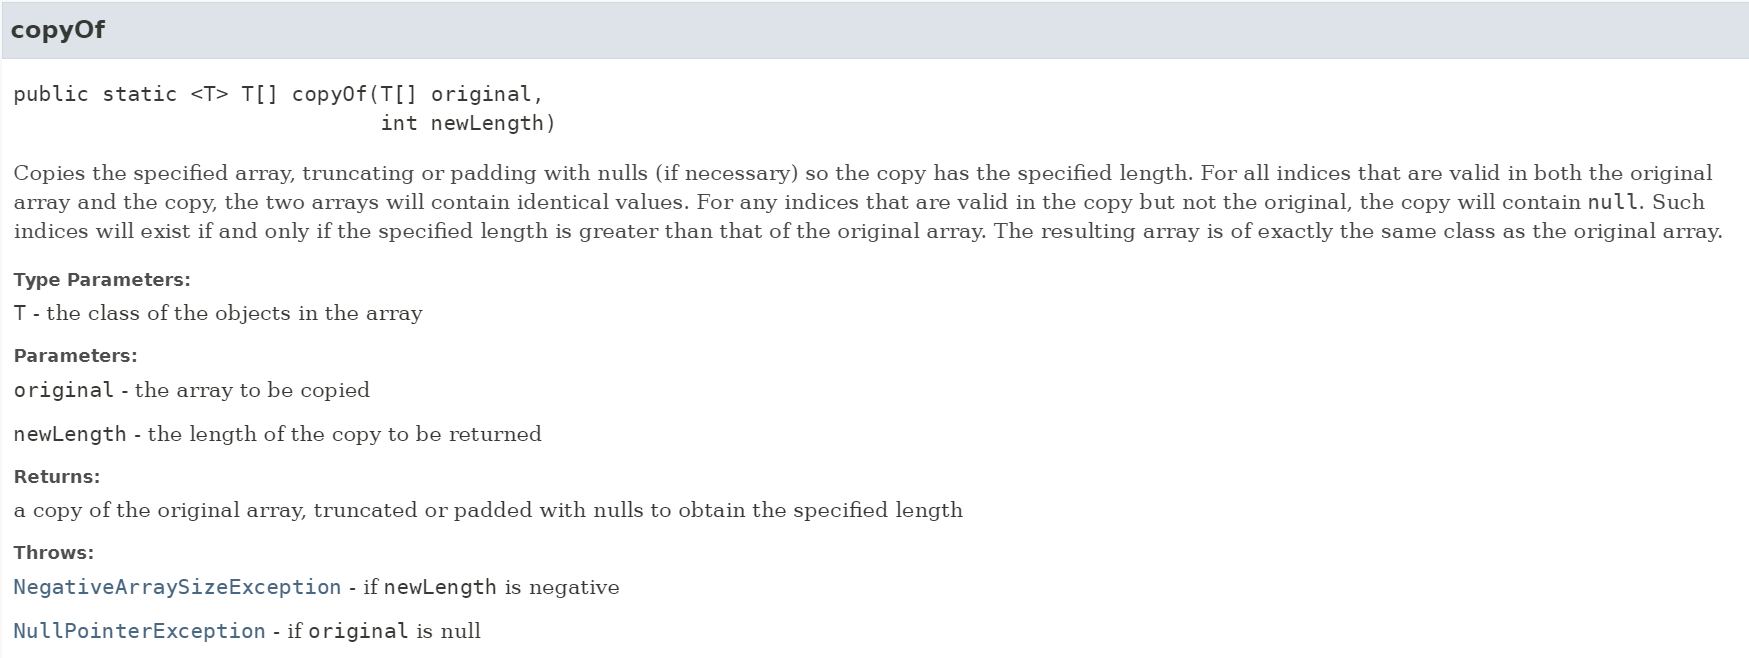 copyOf
public static <T> T[] copyOf(T[] original,
int newLength)
Copies the specified array, truncating or padding with nulls (if necessary) so the copy has the specified length. For all indices that are valid in both the original
array and the copy, the two arrays will contain identical values. For any indices that are valid in the copy but not the original, the copy will contain null. Such
indices will exist if and only if the specified length is greater than that of the original array. The resulting array is of exactly the same class as the original array.
Type Parameters:
T - the class of the objects in the array
Parameters:
original - the array to be copied
newLength - the length of the copy to be returned
Returns:
a copy of the original array, truncated or padded with nulls to obtain the specified length
Throws:
NegativeArraySizeException - if newLength is negative
NullPointerException - if original is null